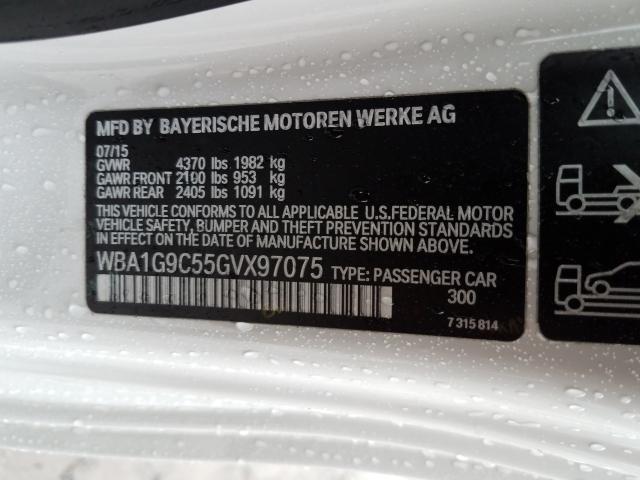 MFD BY BAYERISCHE MOTOREN WERKE AG
07/15
GVWR 4370 lbs 1982 kg
GAWR FRONT 2100 lbs 953 kg
GAWR REAR 2405 lbs 1091 kg
THIS VEHICLE CONFORMS TO ALL APPLICABLE U.S.FEDERAL MOTOR
VEHICLE SAFETY, BUMPER AND THEFT PREVENTION STANDARDS
IN EFFECT ON THE DATE OF MANUFACTURE SHOWN ABOVE.
WBA1G9C55GVX97075 TYPE: PASSENGER CAR
300
7 315 814